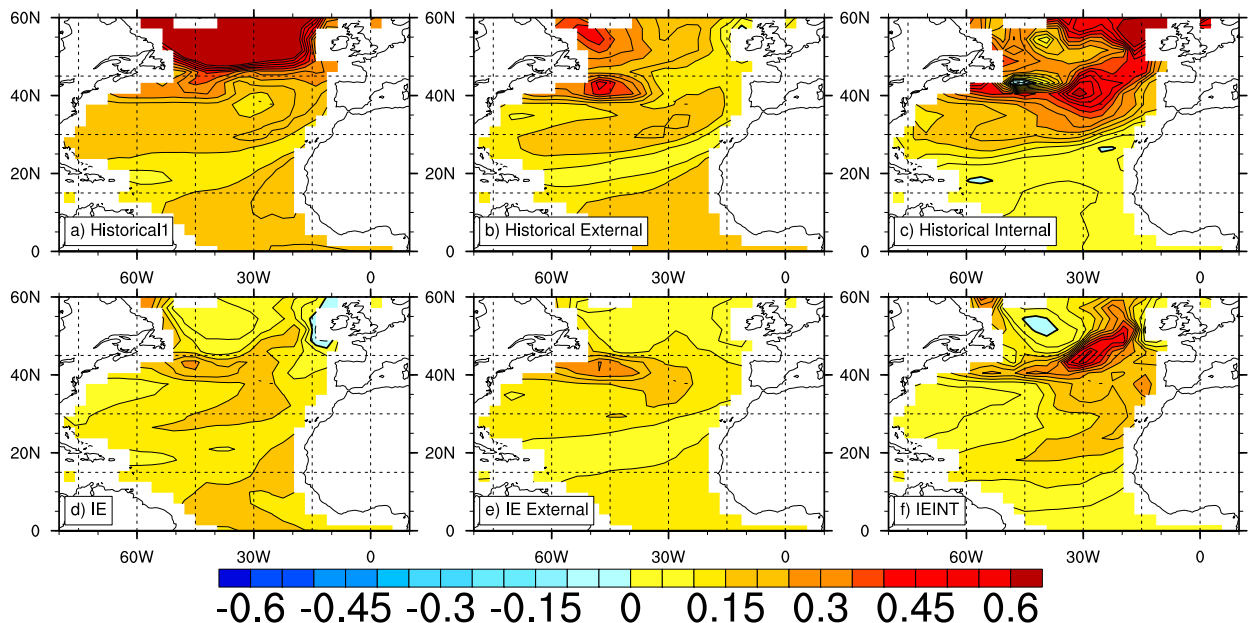 60N
40N
20N
0
60W
30W
0
a) Historical1
60N
40N
20N
0
60W
30W
0
b) Historical External
60N
40N
20N
0
60W
30W
0
c) Historical Internal
60N
40N
20N
0
60W
30W
0
d) IE
60N
40N
20N
0
60W
30W
0
e) IE External
60N
40N
20N
0
60W
30W
0
f) IEINT
-0.6 -0.45 -0.3 -0.15 0 0.15 0.3 0.45 0.6